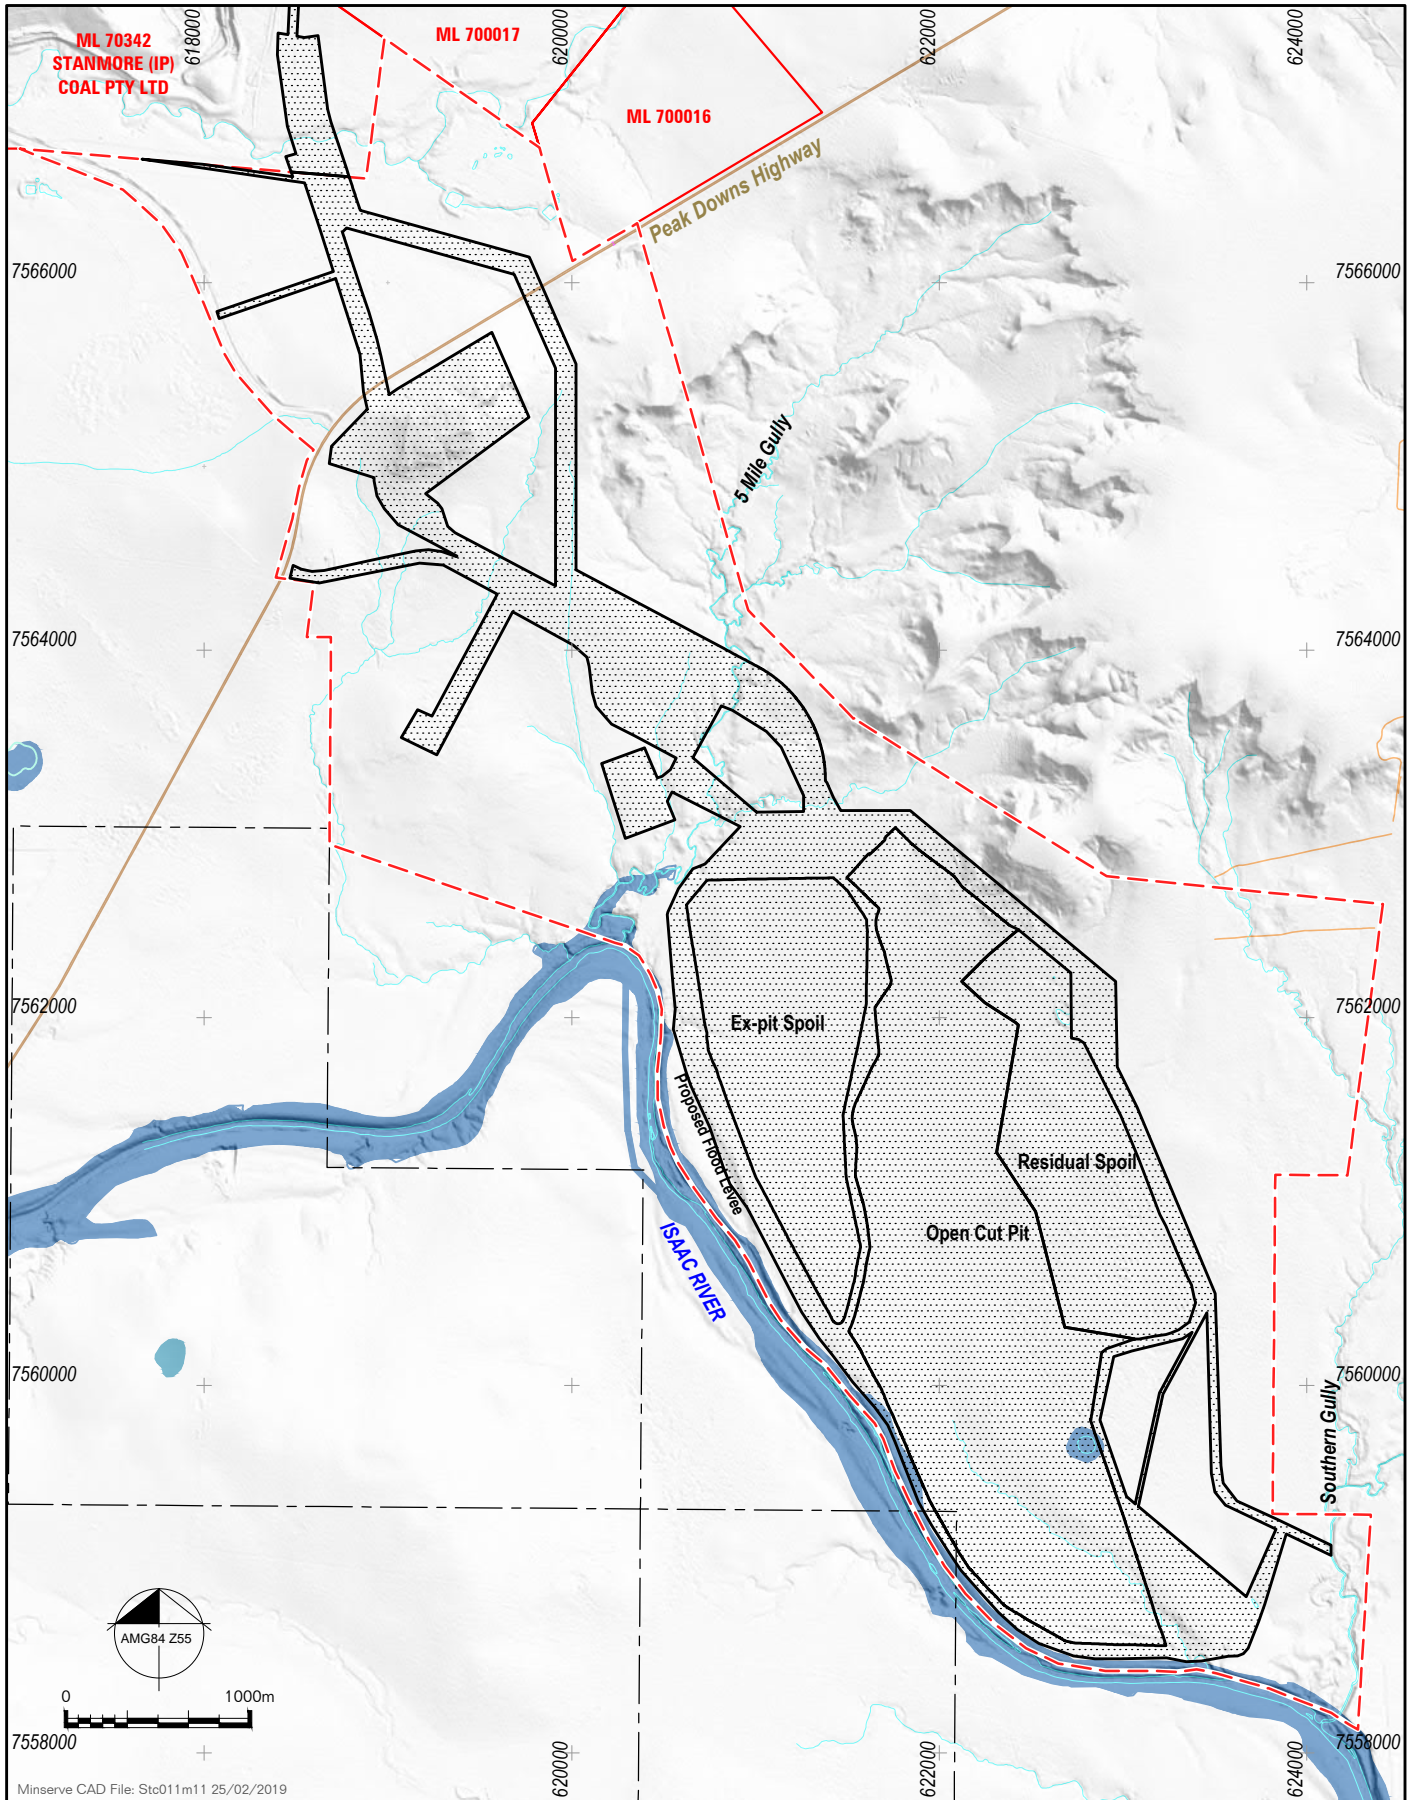 618000
620000
622000
624000
ML 70342
STANMORE (IP)
COAL PTY LTD
ML 700017
ML 700016
Peak Downs Highway
7566000
7566000
5 Mile Gully
7564000
7564000
7562000
7562000
Ex-pit Spoil
Proposed Flood Levee
Residual Spoil
Open Cut Pit
ISAAC RIVER
7560000
7560000
Southern Gully
AMG84 Z55
0 1000m
7558000
7558000
620000
622000
624000
Minserve CAD File: Stc011m11 25/02/2019